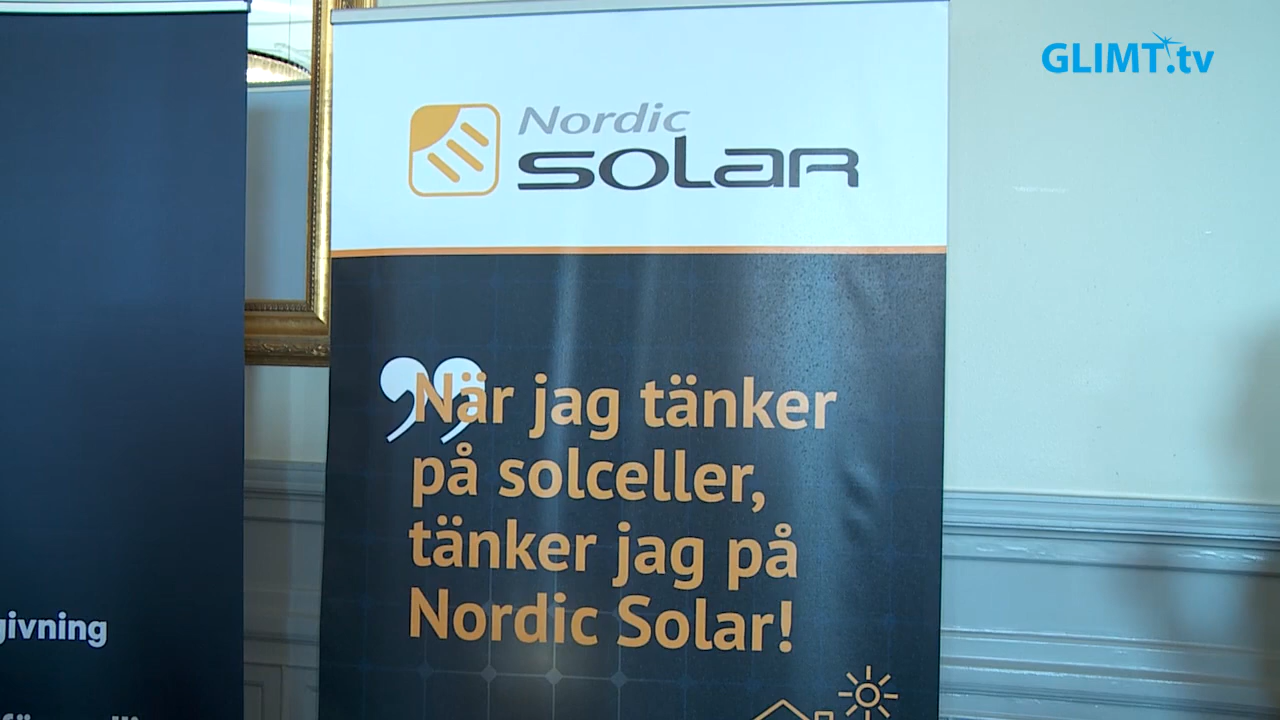 GLIMT.tv
Nordic
SOLAR
”När jag tänker
på solceller,
tänker jag på
Nordic Solar!
givning